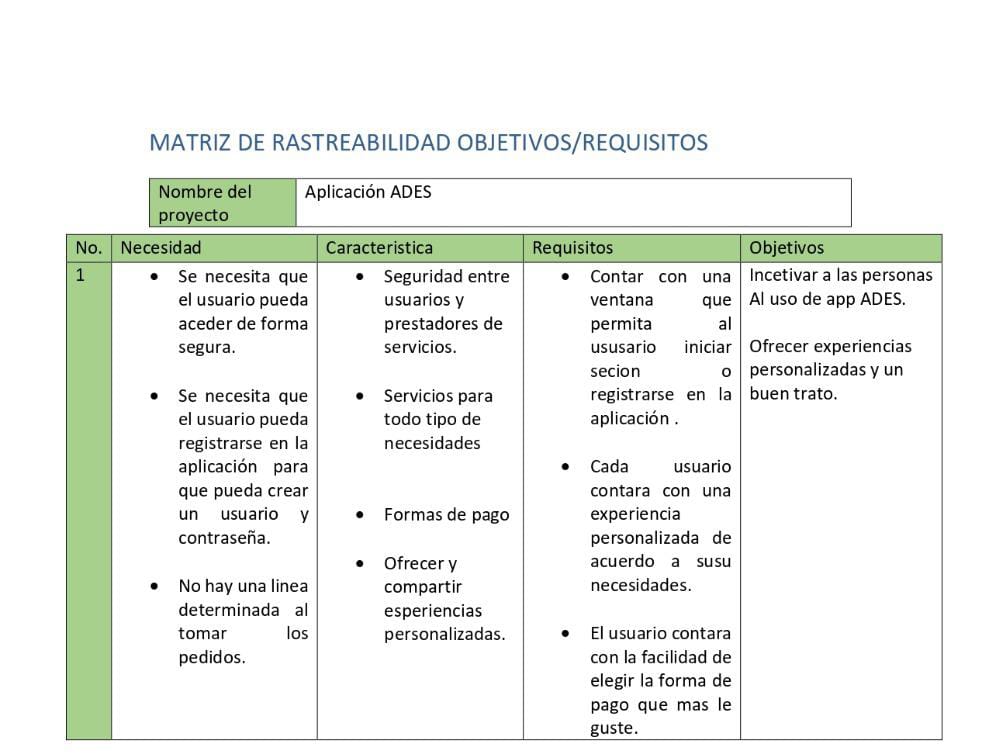 MATRIZ DE RASTREABILIDAD OBJETIVOS/REQUISITOS
Nombre del
proyecto
Aplicación ADES
No.
Necesidad
Caracteristica
Requisitos
Objetivos
1
• Se necesita que
el usuario pueda
aceder de forma
segura.
• Se necesita que
el usuario pueda
registrarse en la
aplicación para
que pueda crear
un usuario y
contraseña.
• No hay una linea
determinada al
tomar los
pedidos.
• Seguridad entre
usuarios y
prestadores de
servicios.
• Servicios para
todo tipo de
necesidades
• Formas de pago
• Ofrecer y
compartir
esperiencias
personalizadas.
• Contar con una
ventana que
permita al
ususario iniciar
secion o
registrarse en la
aplicación .
• Cada usuario
contara con una
experiencia
personalizada de
acuerdo a susu
necesidades.
• El usuario contara
con la facilidad de
elegir la forma de
pago que mas le
guste.
Incetivar a las personas
Al uso de app ADES.
Ofrecer experiencias
personalizadas y un
buen trato.